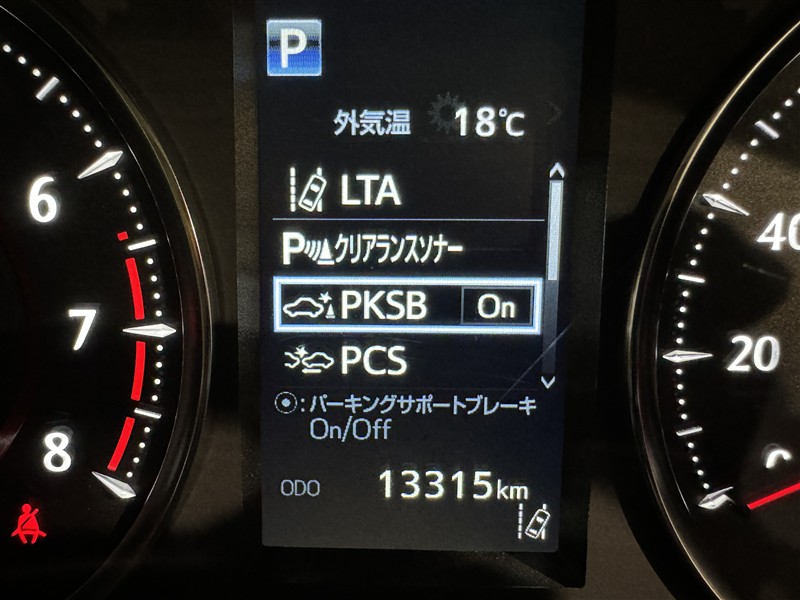 P
外気温 18℃
LTA
Pクリアランスソナー
PKSB On
PCS
:パーキングサポートブレーキ
On/Off
ODO 13315km
6
7
8
40
20